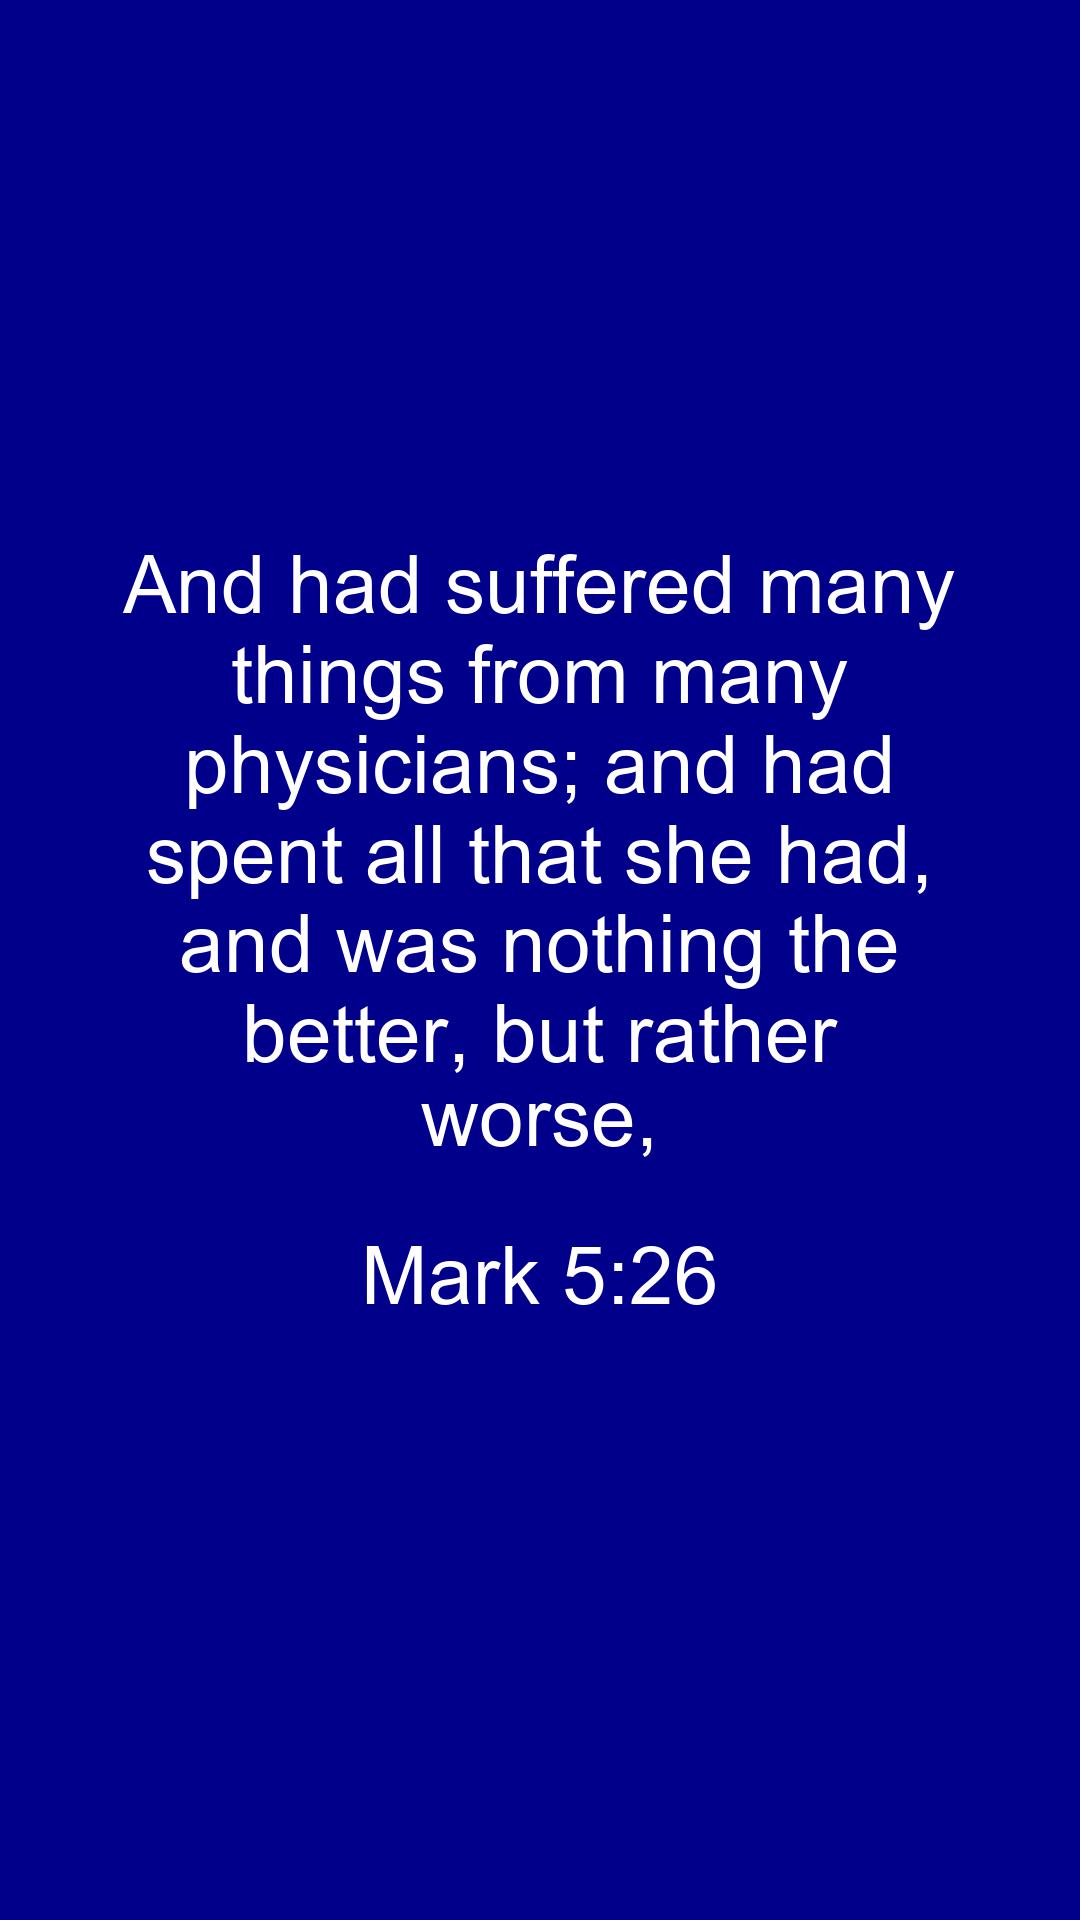 And had suffered many
things from many
physicians; and had
spent all that she had,
and was nothing the
better, but rather
worse,
Mark 5:26